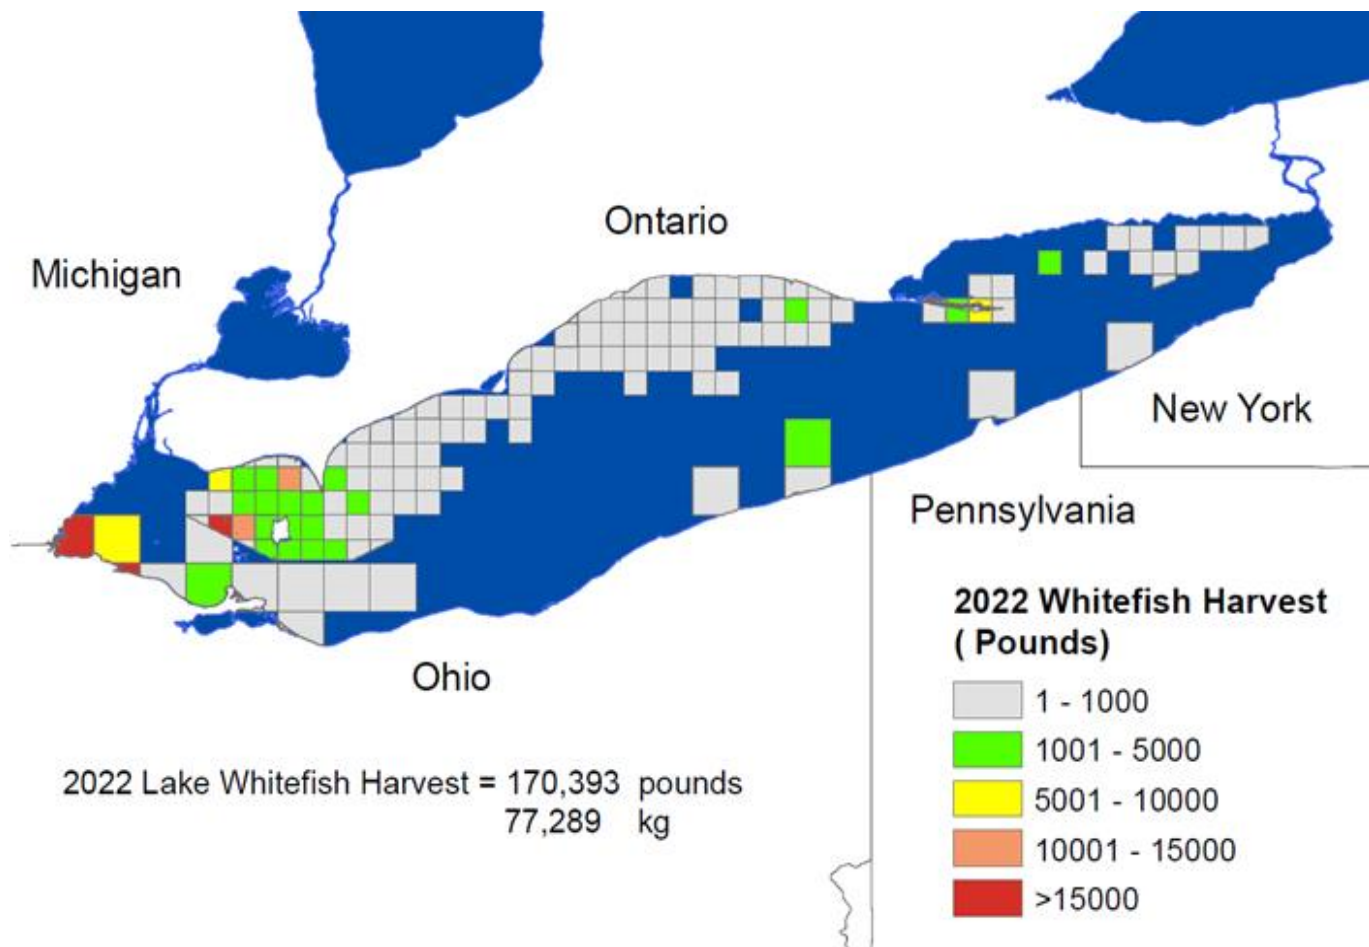 Ontario
Michigan
New York
Pennsylvania
Ohio
2022 Whitefish Harvest
( Pounds)
1 - 1000
1001 - 5000
5001 - 10000
10001 - 15000
>15000
2022 Lake Whitefish Harvest = 170,393 pounds
77,289 kg